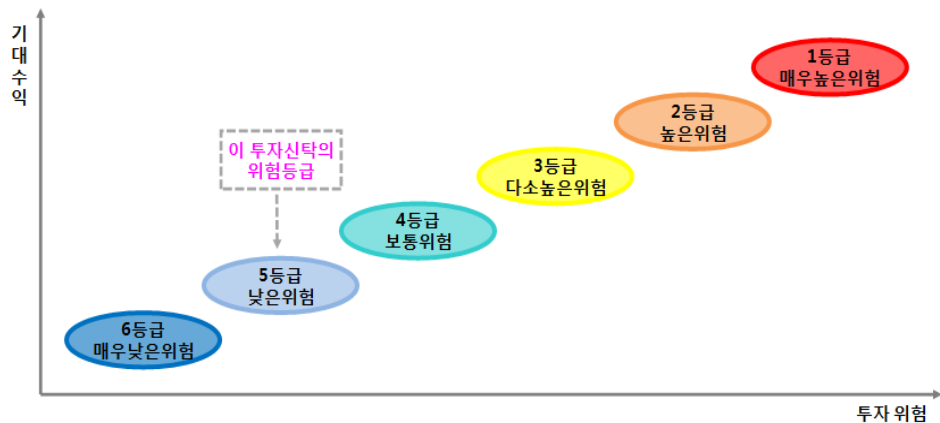 기
대
수
익
1등급
매우높은위험
2등급
높은위험
이 투자신탁의
위험등급
3등급
다소높은위험
4등급
보통위험
5등급
낮은위험
6등급
매우낮은위험
투자 위험